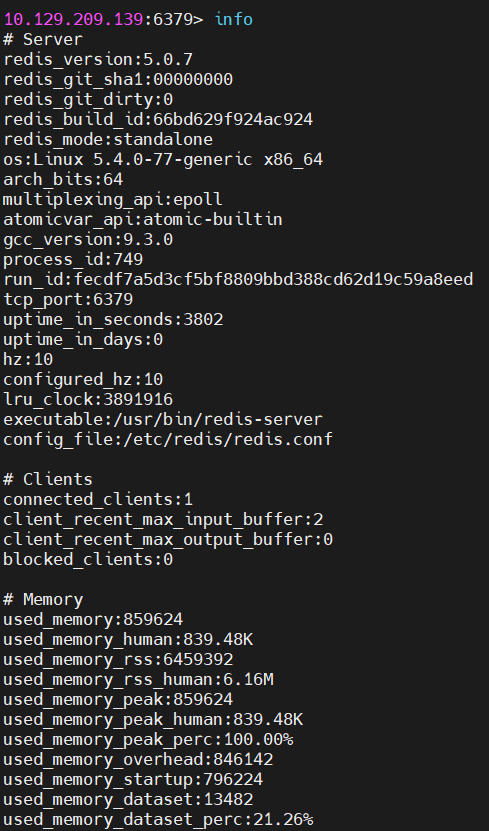 10.129.209.139:6379> info
# Server
redis_version:5.0.7
redis_git_sha1:00000000
redis_git_dirty:0
redis_build_id:66bd629f924ac924
redis_mode:standalone
os:Linux 5.4.0-77-generic x86_64
arch_bits:64
multiplexing_api:epoll
atomicvar_api:atomic-builtin
gcc_version:9.3.0
process_id:749
run_id:fecdf7a5d3cf5bf8809bbd388cd62d19c59a8eed
tcp_port:6379
uptime_in_seconds:3802
uptime_in_days:0
hz:10
configured_hz:10
lru_clock:3891916
executable:/usr/bin/redis-server
config_file:/etc/redis/redis.conf

# Clients
connected_clients:1
client_recent_max_input_buffer:2
client_recent_max_output_buffer:0
blocked_clients:0

# Memory
used_memory:859624
used_memory_human:839.48K
used_memory_rss:6459392
used_memory_rss_human:6.16M
used_memory_peak:859624
used_memory_peak_human:839.48K
used_memory_peak_perc:100.00%
used_memory_overhead:846142
used_memory_startup:796224
used_memory_dataset:13482
used_memory_dataset_perc:21.26%